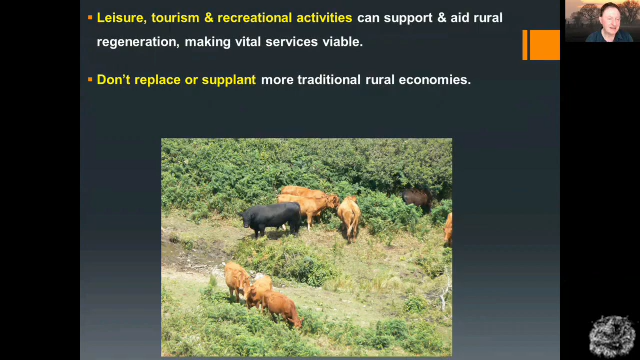 Leisure, tourism & recreational activities can support & aid rural
regeneration, making vital services viable.
Don't replace or supplant more traditional rural economies.